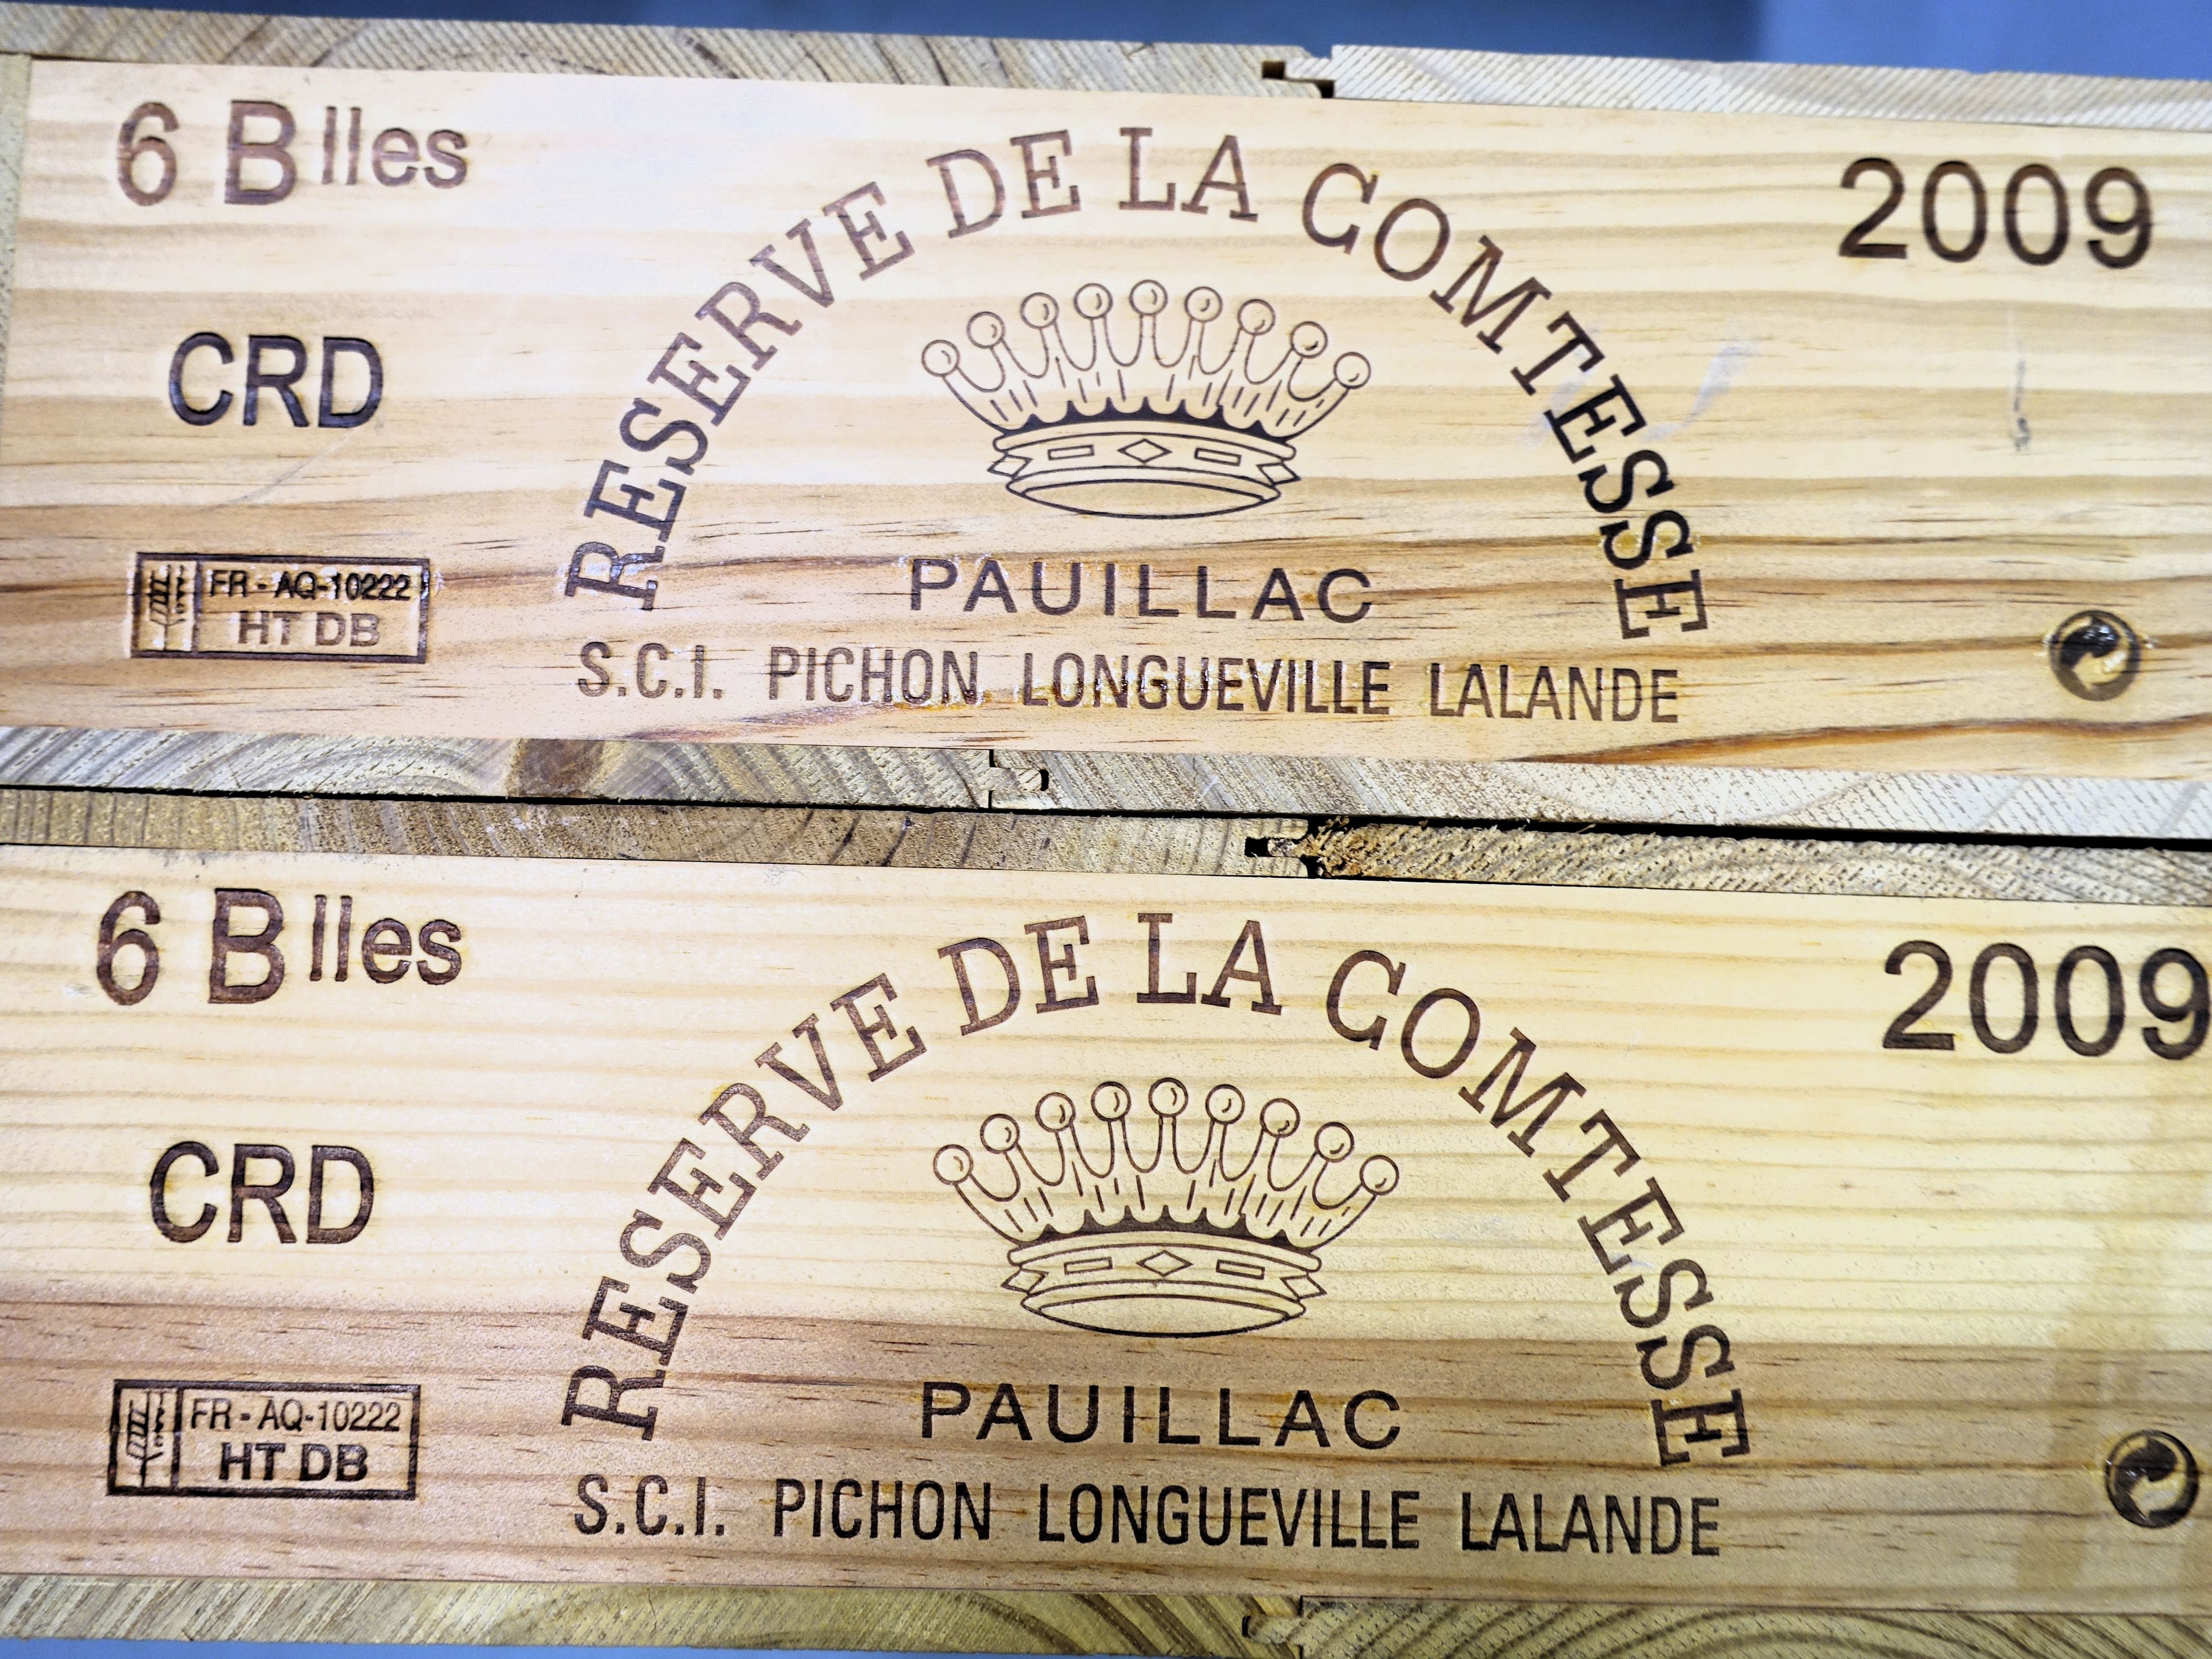 6 Blles
RESERVE DE LA COMTESSE
2009
CRD
FR - AQ-10222
HT DB
PAUILLAC
S.C.I. PICHON LONGUEVILLE LALANDE
6 Blles
RESERVE DE LA COMTESSE
2009
CRD
FR - AQ-10222
HT DB
PAUILLAC
S.C.I. PICHON LONGUEVILLE LALANDE